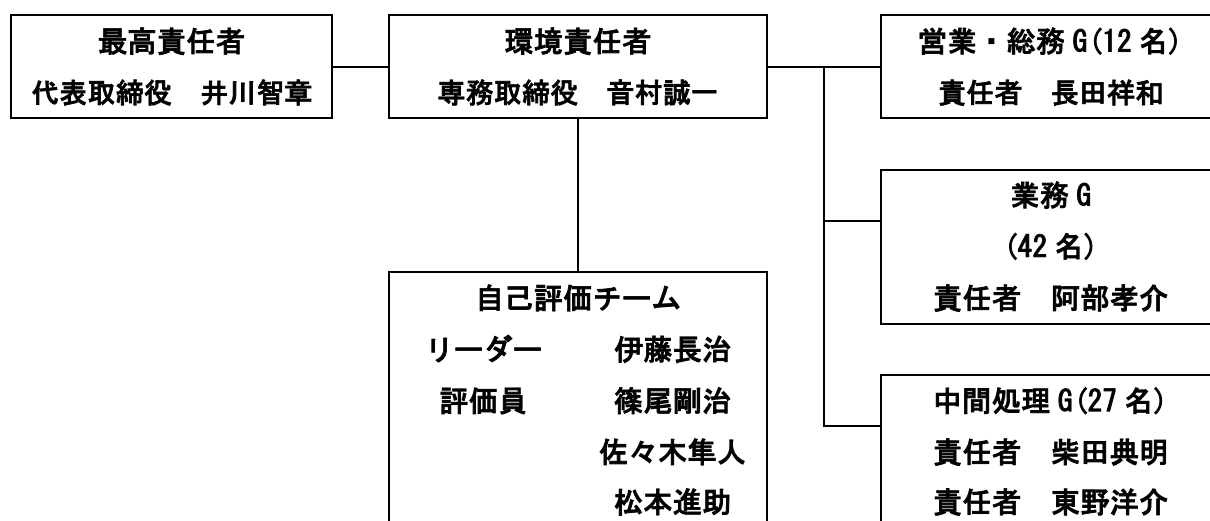 最高責任者
代表取締役　井川智章
環境責任者
専務取締役　音村誠一
営業・総務G(12名)
責任者　長田祥和
業務G
(42名)
責任者　阿部孝介
自己評価チーム
リーダー　伊藤長治
評価員　篠尾剛治
佐々木隼人
松本進助
中間処理G(27名)
責任者　柴田典明
責任者　東野洋介